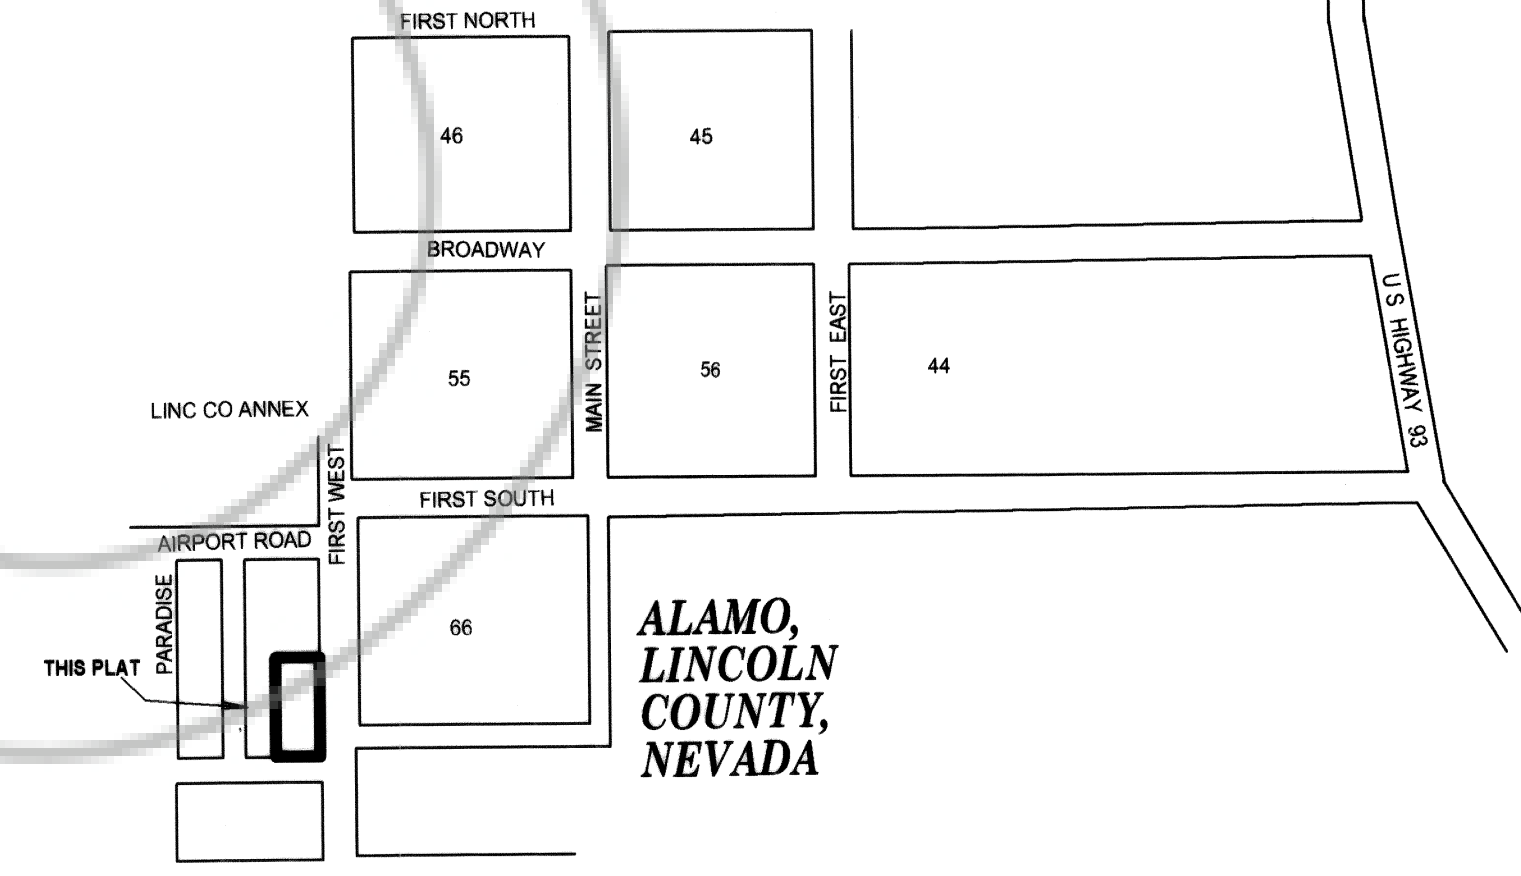 FIRST NORTH
46
45
BROADWAY
MAIN STREET
FIRST EAST
U S HIGHWAY 93
55
56
44
LINC CO ANNEX
FIRST WEST
FIRST SOUTH
AIRPORT ROAD
PARADISE
THIS PLAT
66
ALAMO,
LINCOLN
COUNTY,
NEVADA